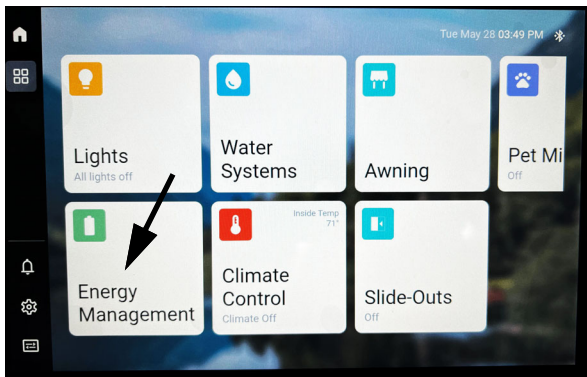 Tue May 28 03:49 PM
Lights
All lights off
Water
Systems
Awning
Pet Mi
Off
Energy
Management
Inside Temp
71°
Climate
Control
Climate Off
Slide-Outs
Off